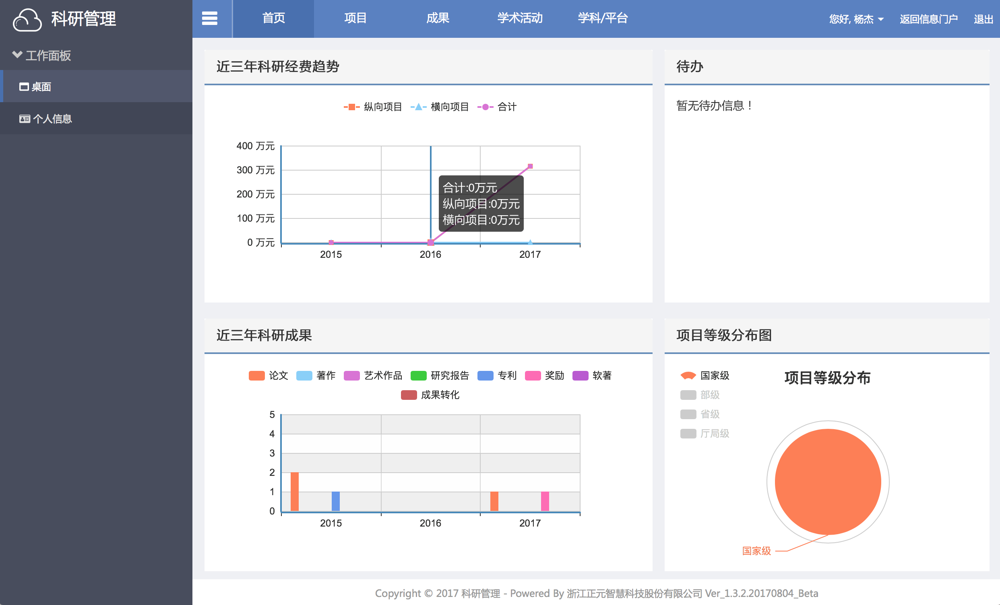 科研管理
首页 项目 成果 学术活动 学科/平台 您好, 杨杰 返回信息门户 退出
工作面板
桌面
个人信息
近三年科研经费趋势
纵向项目 横向项目 合计
400 万元
300 万元
200 万元
100 万元
0 万元
合计:0万元
纵向项目:0万元
横向项目:0万元
2015 2016 2017
待办
暂无待办信息！
近三年科研成果
论文 著作 艺术作品 研究报告 专利 奖励 软著
成果转化
5
4
3
2
1
0
2015 2016 2017
项目等级分布图
项目等级分布
国家级
部级
省级
厅局级
国家级
Copyright © 2017 科研管理 - Powered By 浙江正元智慧科技股份有限公司 Ver_1.3.2.20170804_Beta